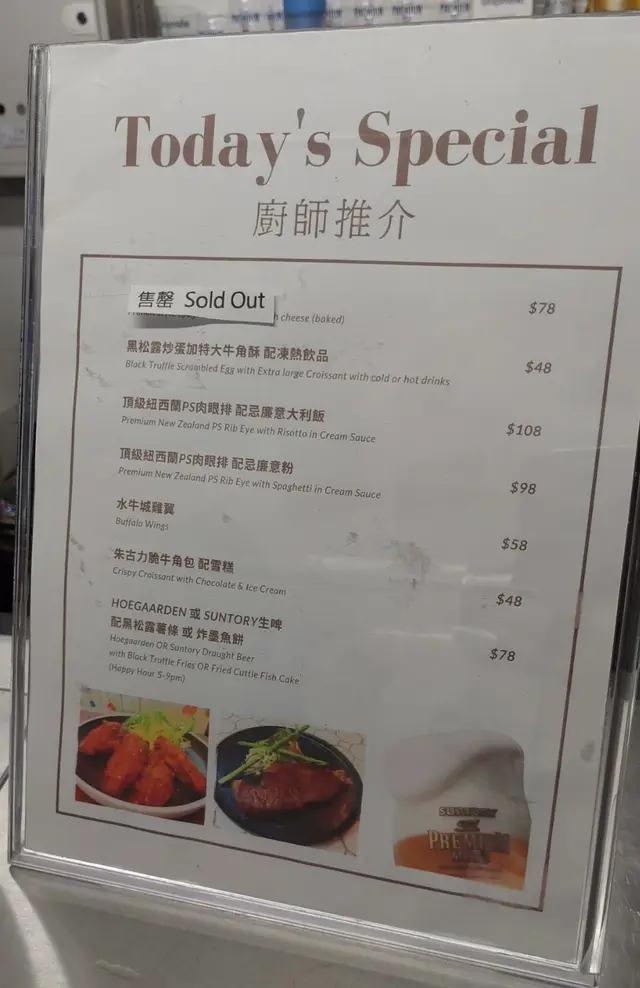 Today's Special
廚師推介
售罄 Sold Out
h cheese (baked)
$78
黑松露炒蛋加特大牛角酥 配凍熱飲品
Black Truffle Scrambled Egg with Extra large Croissant with cold or hot drinks
$48
頂級紐西蘭PS肉眼排 配忌廉意大利飯
Premium New Zealand PS Rib Eye with Risotto in Cream Sauce
$108
頂級紐西蘭PS肉眼排 配忌廉意粉
Premium New Zealand PS Rib Eye with Spaghetti in Cream Sauce
$98
水牛城雞翼
Buffalo Wings
$58
朱古力脆牛角包 配雪糕
Crispy Croissant with Chocolate & Ice Cream
$48
HOEGAARDEN 或 SUNTORY生啤
配黑松露薯條 或 炸墨魚餅
Hoegaarden OR Suntory Draught Beer
with Black Truffle Fries OR Fried Cuttle Fish Cake
(Happy Hour 5-9pm)
$78
SUNTORY
PREMIUM